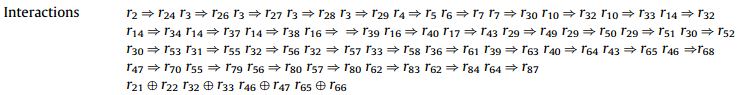 Interactions r₂ ⇒ r₂₄ r₃ ⇒ r₂₆ r₃ ⇒ r₂₇ r₃ ⇒ r₂₈ r₃ ⇒ r₂₉ r₄ ⇒ r₅ r₆ ⇒ r₇ r₇ ⇒ r₃₀ r₁₀ ⇒ r₃₂ r₁₀ ⇒ r₃₃ r₁₄ ⇒ r₃₂
r₁₄ ⇒ r₃₄ r₁₄ ⇒ r₃₇ r₁₄ ⇒ r₃₈ r₁₆ ⇒ ⇒ r₃₉ r₁₆ ⇒ r₄₀ r₁₇ ⇒ r₄₃ r₂₉ ⇒ r₄₉ r₂₉ ⇒ r₅₀ r₂₉ ⇒ r₅₁ r₃₀ ⇒ r₅₂
r₃₀ ⇒ r₅₃ r₃₁ ⇒ r₅₅ r₃₂ ⇒ r₅₆ r₃₂ ⇒ r₅₇ r₃₃ ⇒ r₅₈ r₃₆ ⇒ r₆₁ r₃₉ ⇒ r₆₃ r₄₀ ⇒ r₆₄ r₄₃ ⇒ r₆₅ r₄₆ ⇒ r₆₈
r₄₇ ⇒ r₇₀ r₅₅ ⇒ r₇₉ r₅₆ ⇒ r₈₀ r₅₇ ⇒ r₈₀ r₆₂ ⇒ r₈₃ r₆₂ ⇒ r₈₄ r₆₄ ⇒ r₈₇
r₂₁ ⊕ r₂₂ r₃₂ ⊕ r₃₃ r₄₆ ⊕ r₄₇ r₆₅ ⊕ r₆₆